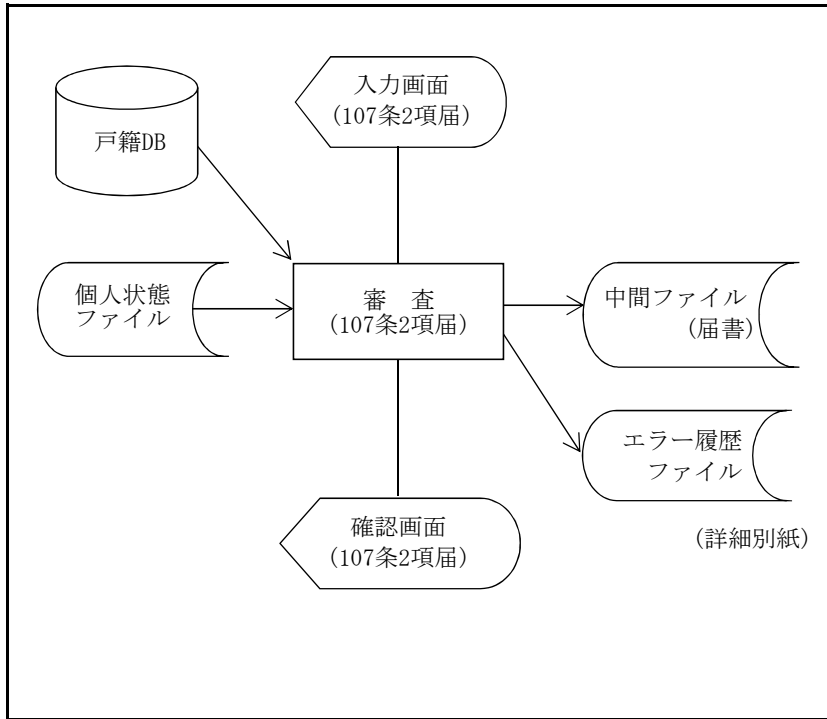 入力画面
(107条2項届)
戸籍DB
個人状態
ファイル
審　査
(107条2項届)
中間ファイル
(届書)
エラー履歴
ファイル
確認画面
(107条2項届)
(詳細別紙)